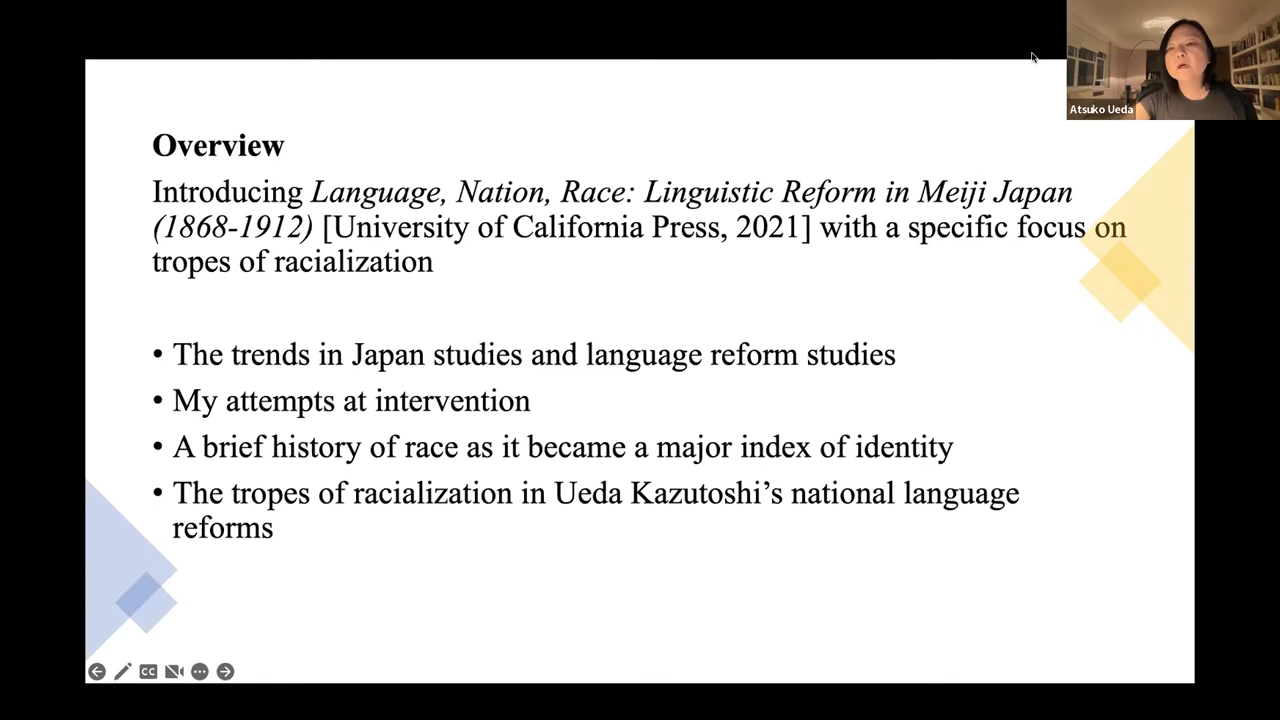 Atsuko Ueda
Overview
Introducing Language, Nation, Race: Linguistic Reform in Meiji Japan
(1868-1912) [University of California Press, 2021] with a specific focus on
tropes of racialization
• The trends in Japan studies and language reform studies
• My attempts at intervention
• A brief history of race as it became a major index of identity
• The tropes of racialization in Ueda Kazutoshi’s national language
reforms
CC